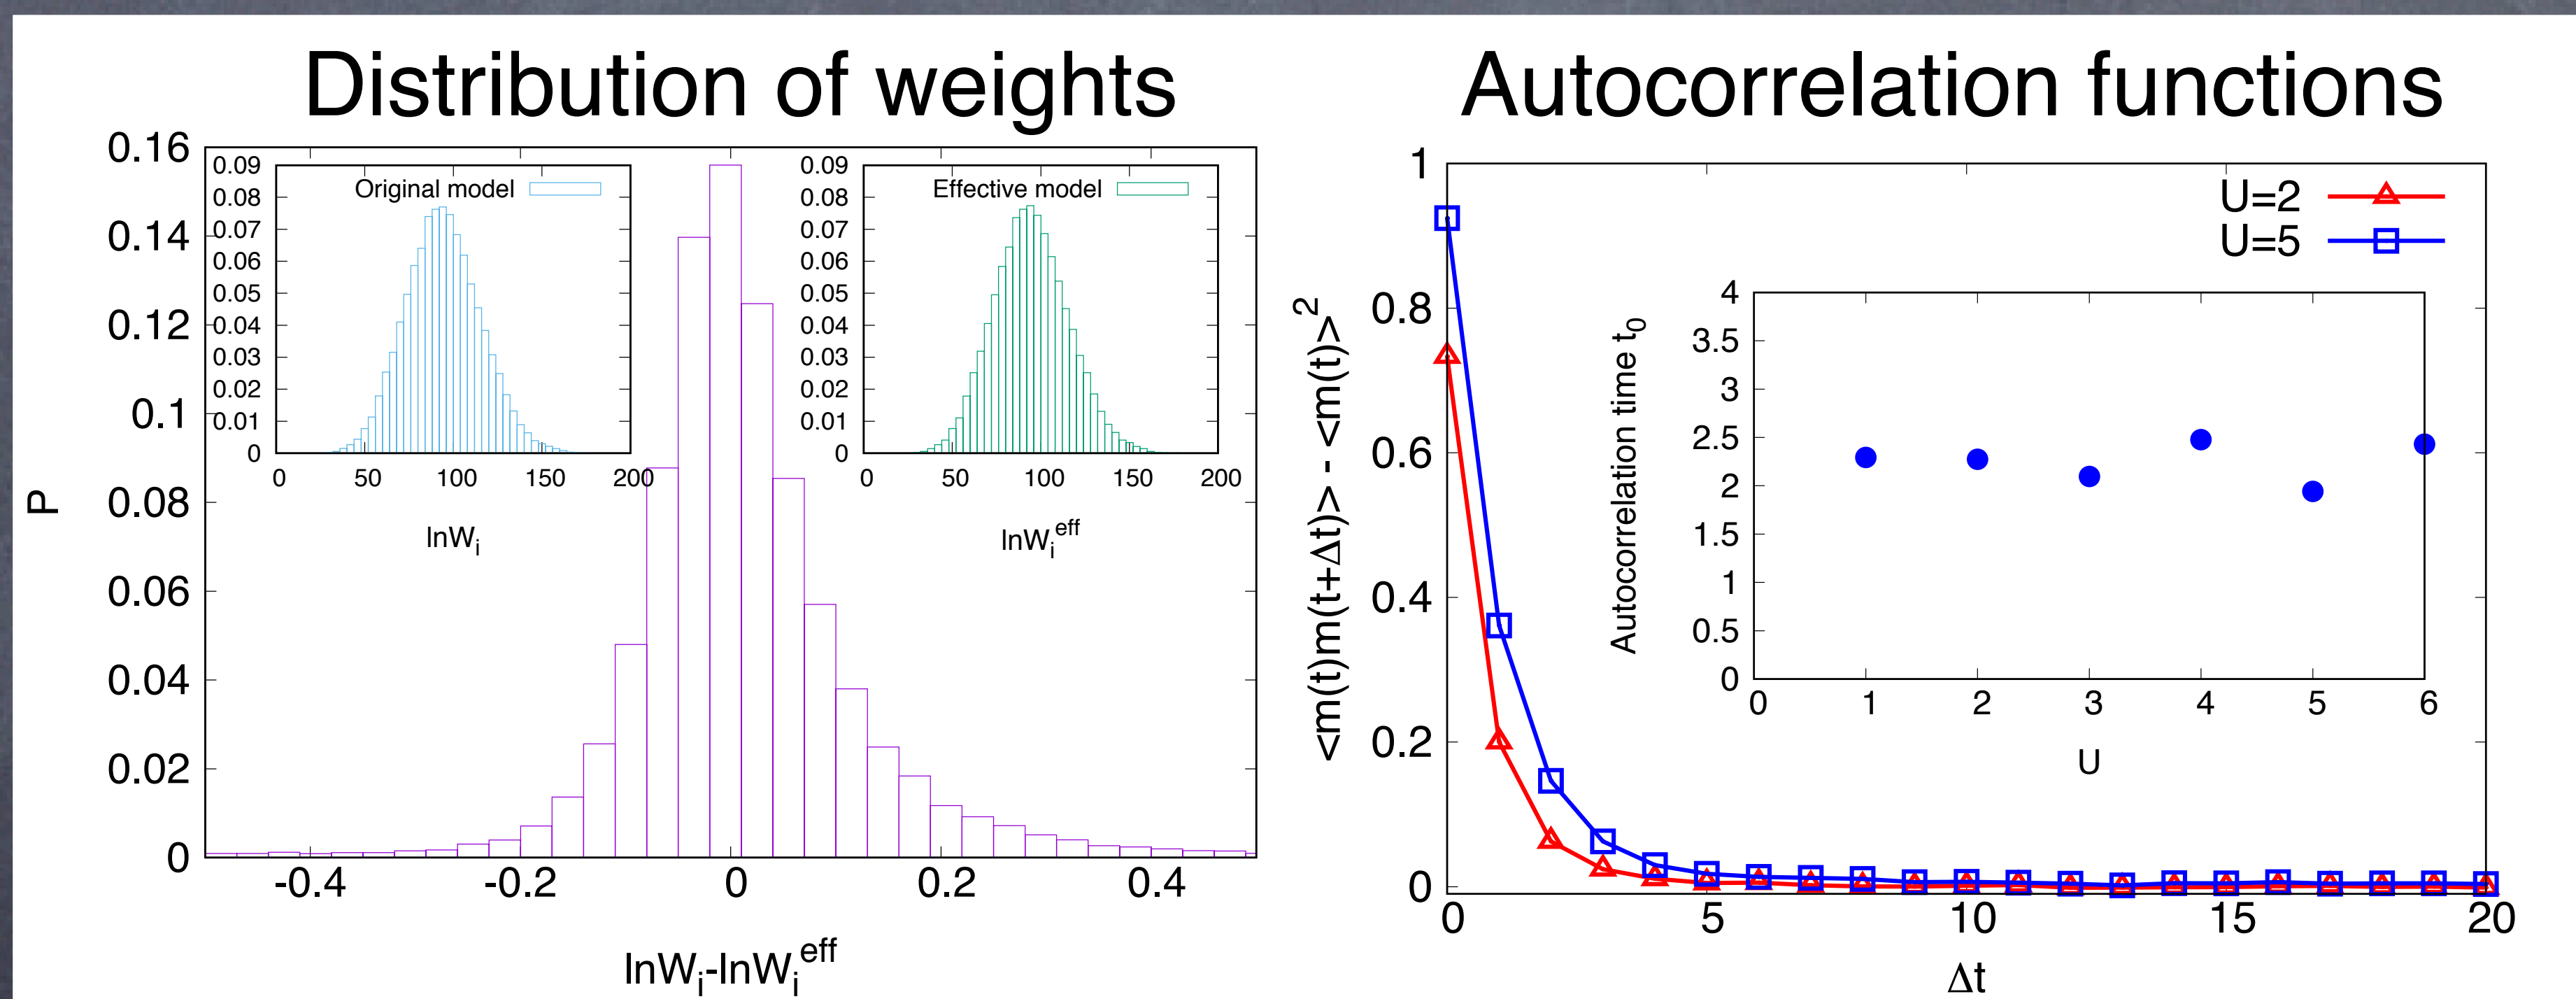 Distribution of weights
0.16
0.14
0.12
0.1
0.08
0.06
0.04
0.02
0
P
-0.4 -0.2 0 0.2 0.4
lnW_i-lnW_i^eff
Original model
0.09
0.08
0.07
0.06
0.05
0.04
0.03
0.02
0.01
0
0 50 100 150 200
lnW_i
Effective model
0.09
0.08
0.07
0.06
0.05
0.04
0.03
0.02
0.01
0
0 50 100 150 200
lnW_i^eff
Autocorrelation functions
1
0.8
0.6
0.4
0.2
0
<m(t)m(t+Δt)> - <m(t)>^2
U=2
U=5
0 5 10 15 20
Δt
4
3.5
3
2.5
2
1.5
1
0.5
0
Autocorrelation time t_0
0 1 2 3 4 5 6
U